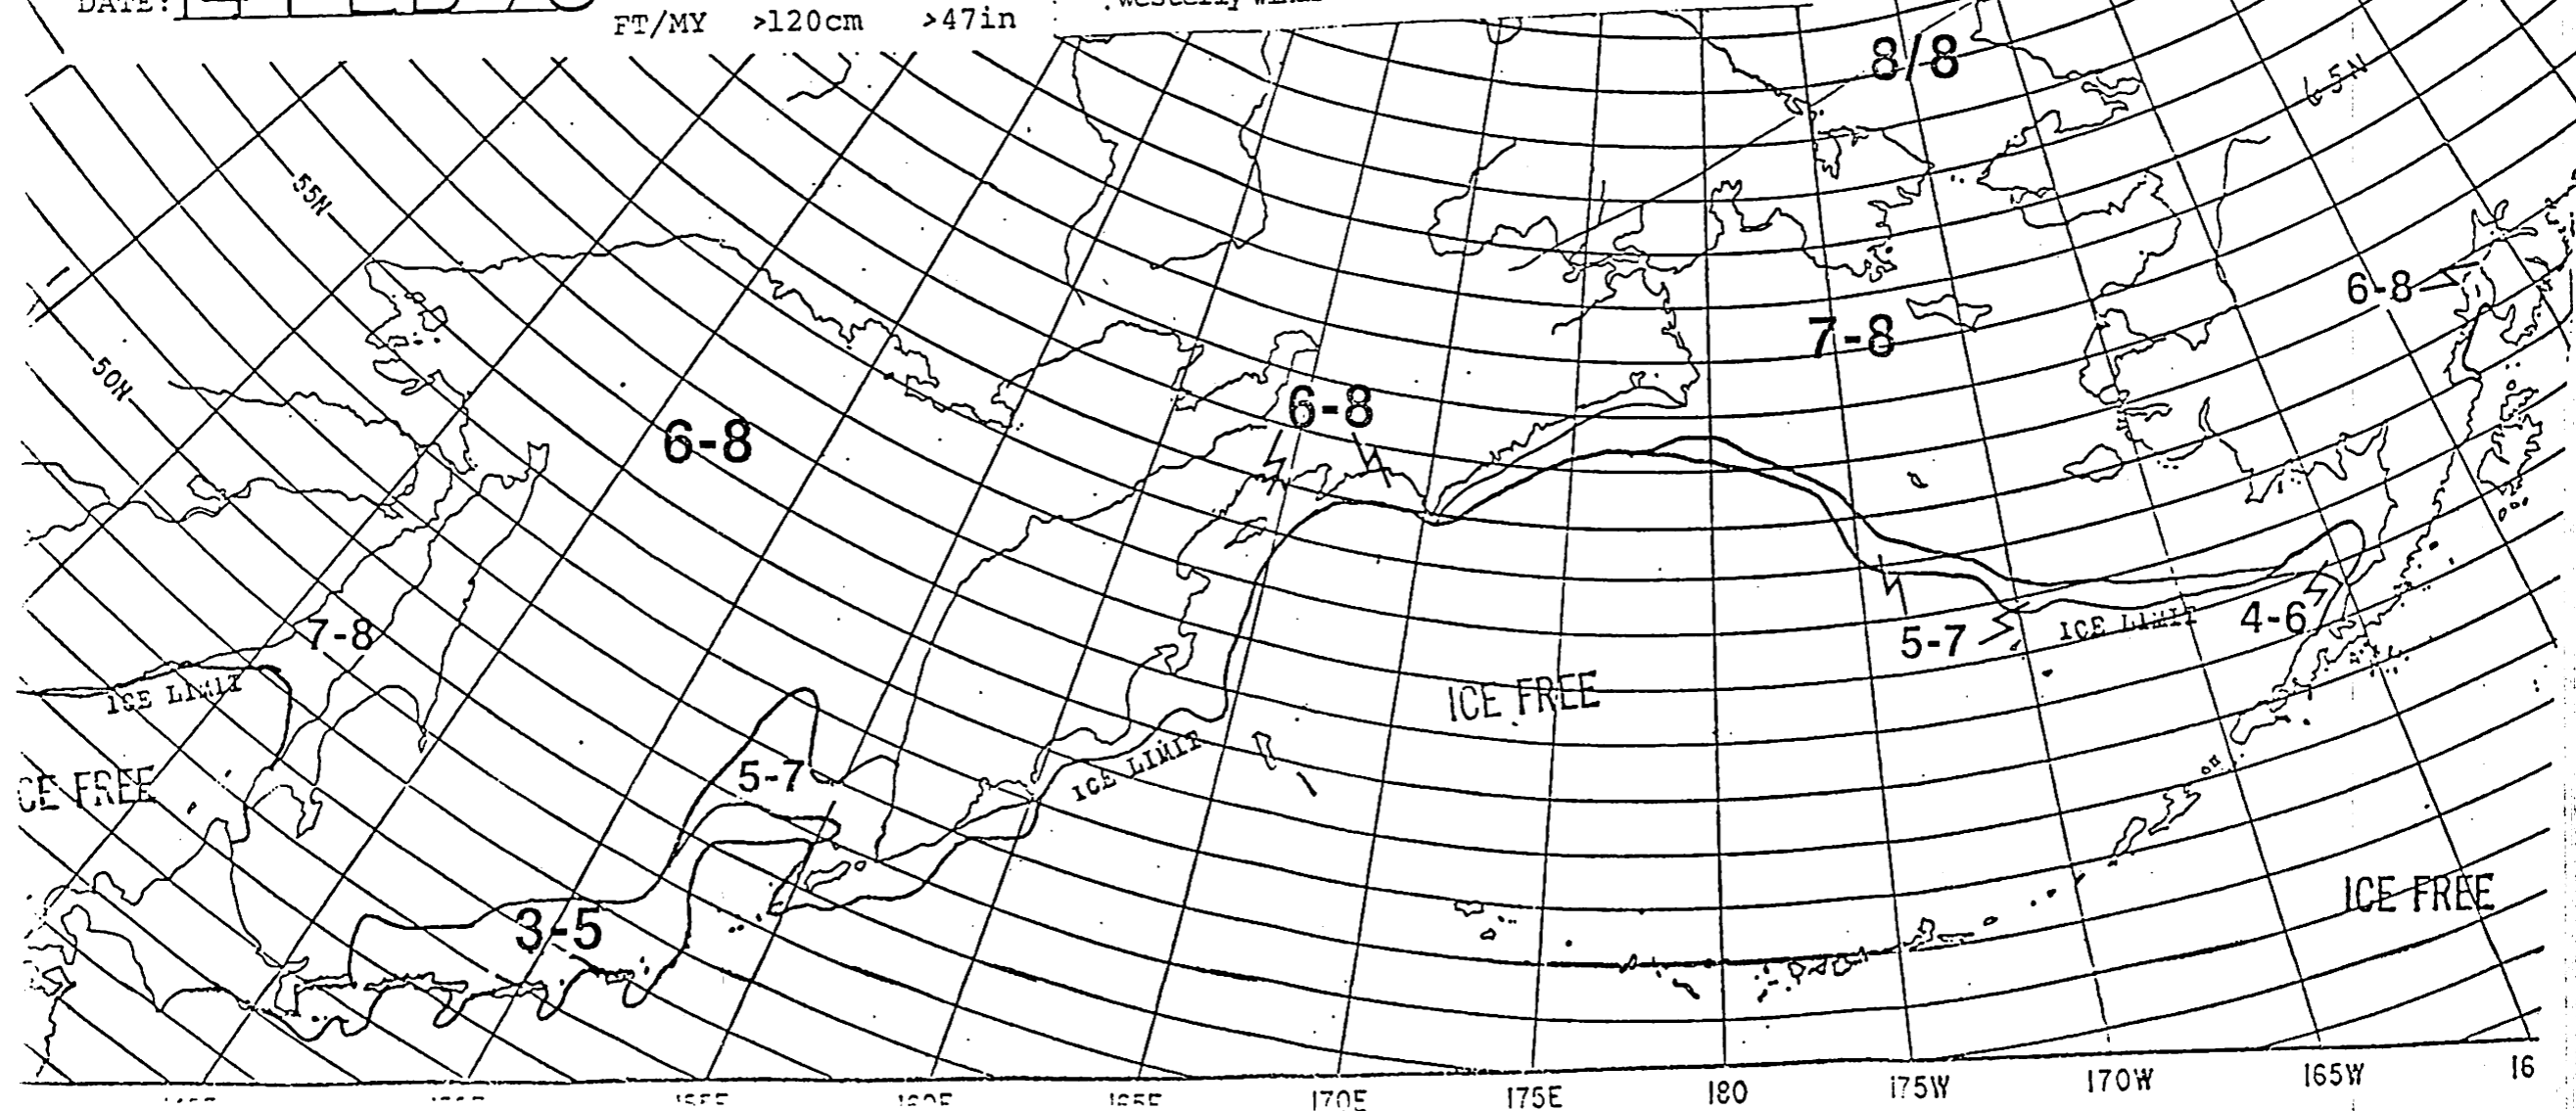 DATE:
FT/MY >120cm >47in
8/8
65N
55N
6-8
7-8
50N
6-8
6-8
7-8
5-7
ICE LIMIT
4-6
ICE LIMIT
ICE FREE
ICE LIMIT
5-7
ICE FREE
3-5
170E
175E
180
175W
170W
165W
16